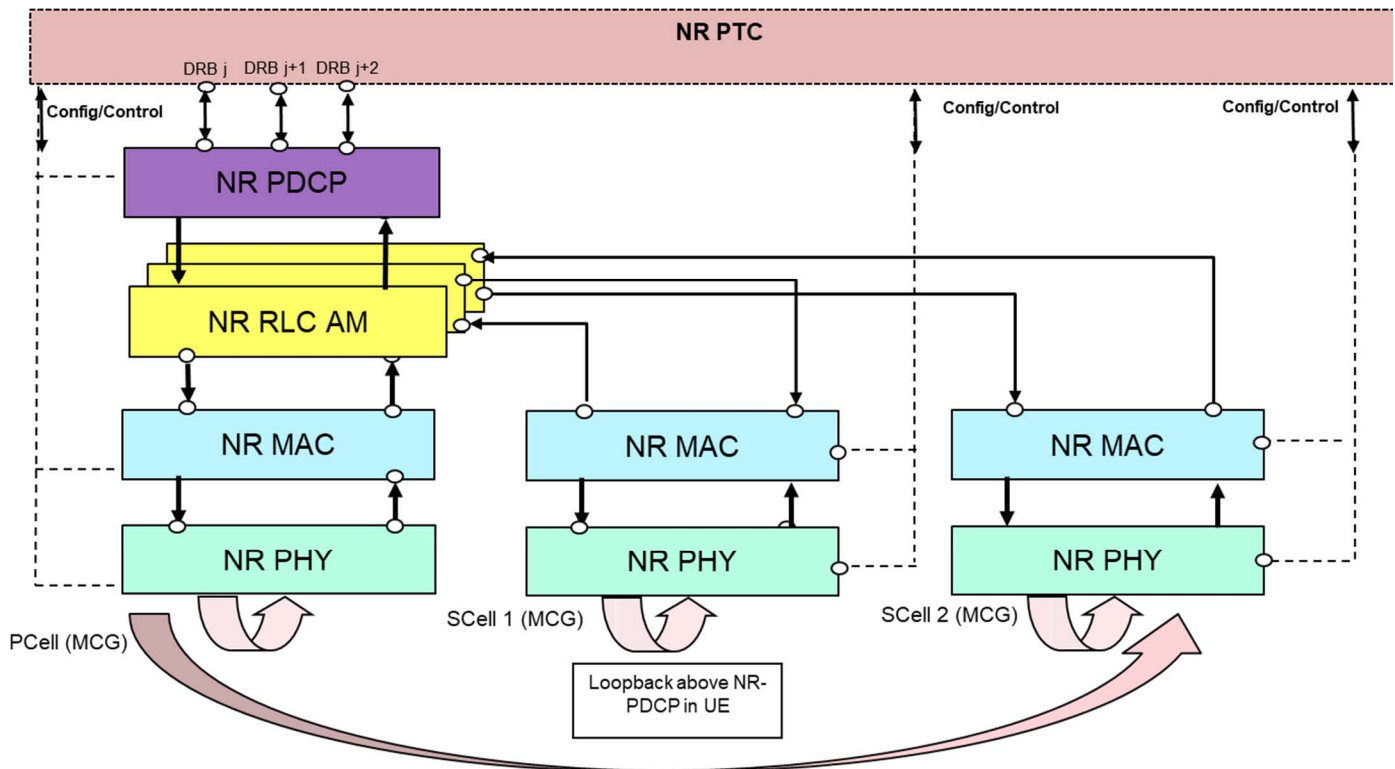 NR PTC
DRB j DRB j+1 DRB j+2
Config/Control Config/Control Config/Control
NR PDCP
NR RLC AM
NR MAC NR MAC NR MAC
NR PHY NR PHY NR PHY
PCell (MCG) SCell 1 (MCG) SCell 2 (MCG)
Loopback above NR-
PDCP in UE